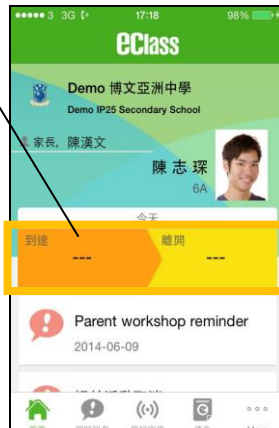 3 3G 17:18 98%
eClass
Demo 博文亞洲中學
Demo IP25 Secondary School
家長, 陳漢文
陳志琛
6A
今天
到達 離開
--- ---
Parent workshop reminder
2014-06-09